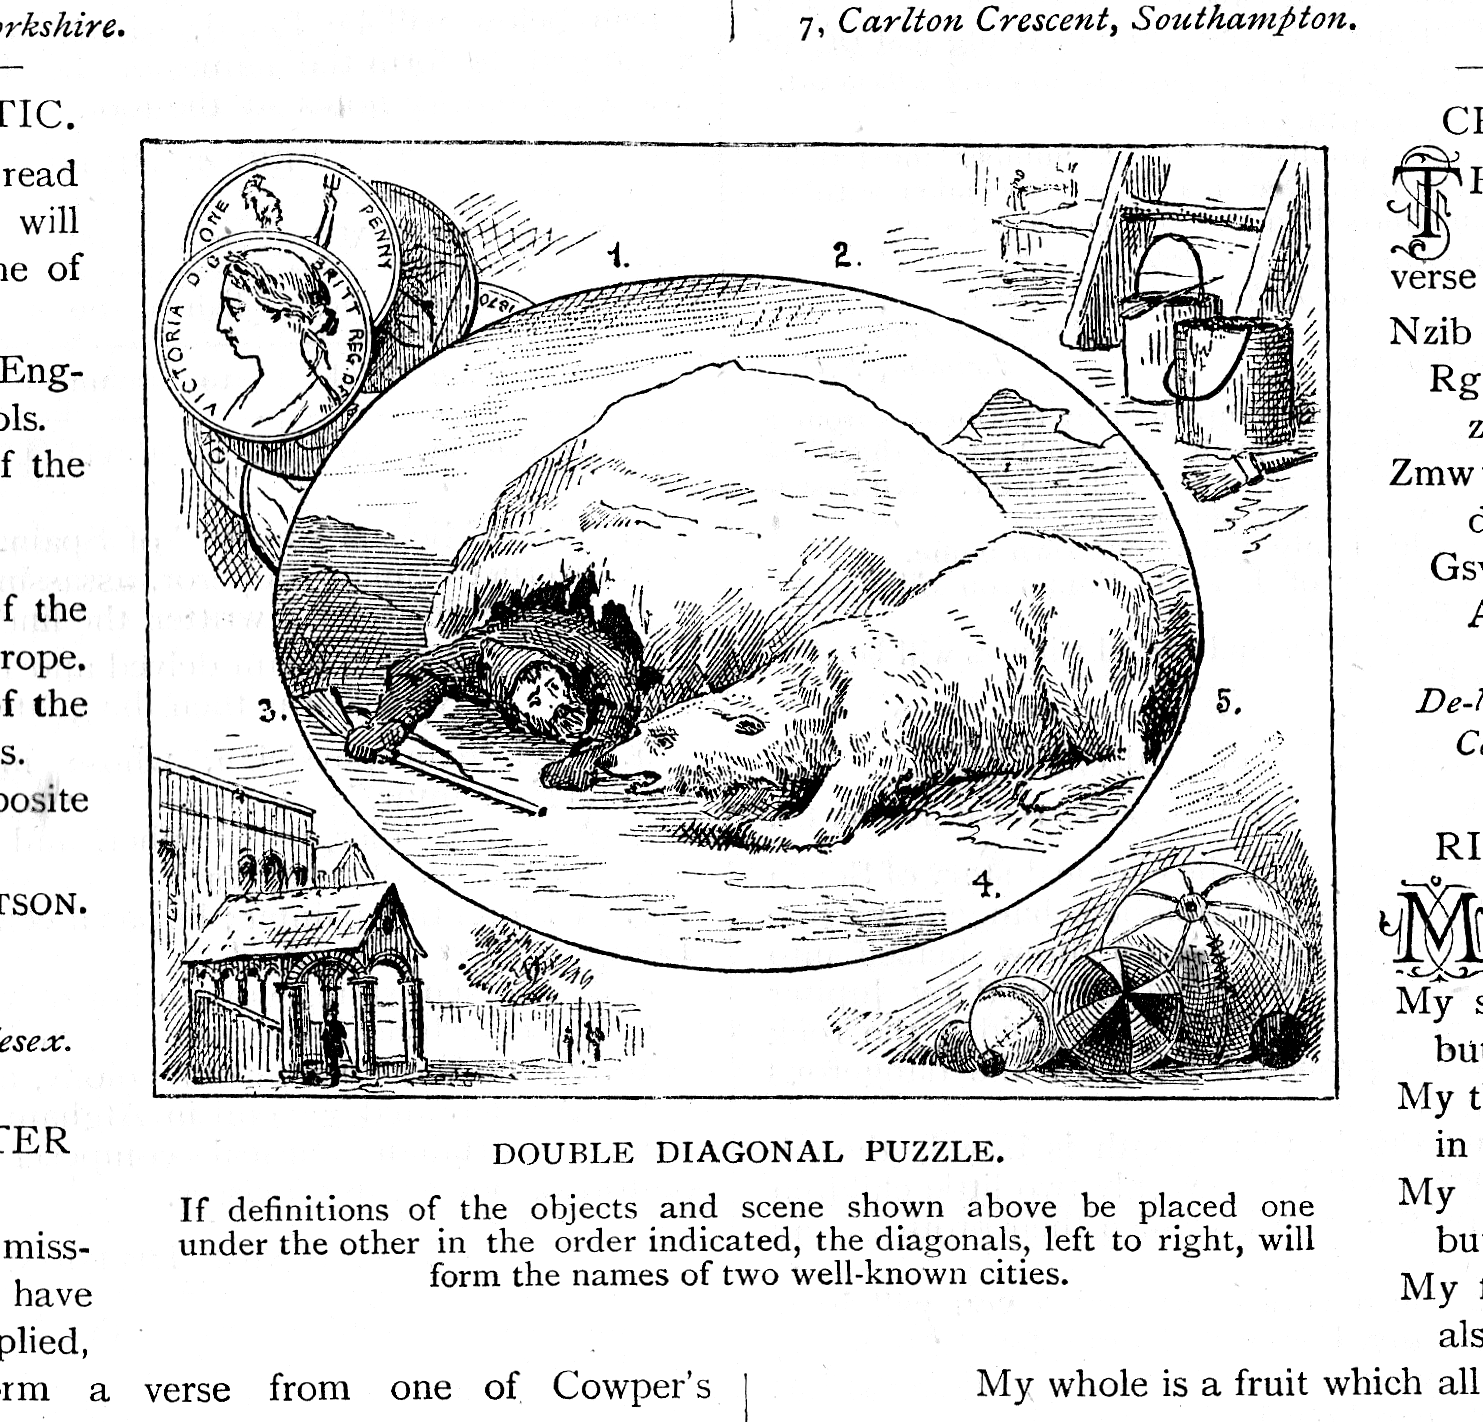 orkshire.
7, Carlton Crescent, Southampton.
TIC.
read
will
ne of
Eng-
ols.
f the
f the
rope.
of the
s.
posite
TSON.
esex.
TER
miss-
have
plied,
ONE PENNY
VICTORIA D: G: BRITT REG.
1870
1.
2.
3.
4.
5.
DOUBLE DIAGONAL PUZZLE.
If definitions of the objects and scene shown above be placed one
under the other in the order indicated, the diagonals, left to right, will
form the names of two well-known cities.
rm a verse from one of Cowper's
My whole is a fruit which all
CH
TH
verse
Nzib
Rg
z
Zmw
d
Gsv
A
De-
Ca
RI
My
My s
but
My t
in
My
bu
My f
als